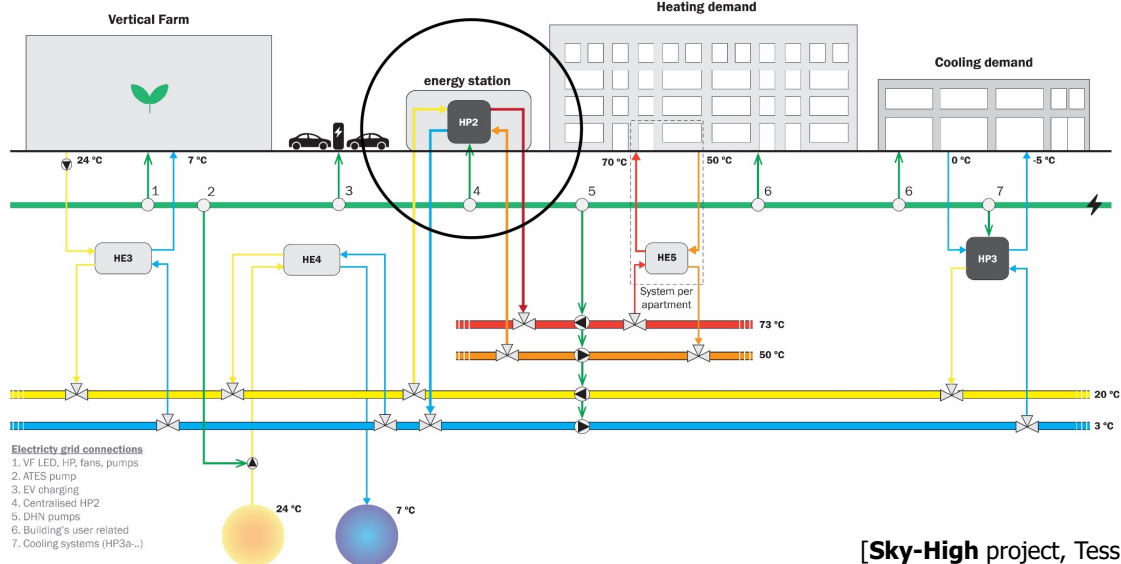 Vertical Farm
Heating demand
energy station
Cooling demand
HP2
24 °C
7 °C
70 °C
50 °C
0 °C
-5 °C
1
2
3
4
5
6
6
7
HE3
HE4
HE5
HP3
System per
apartment
73 °C
50 °C
20 °C
3 °C
Electricty grid connections
1. VF LED, HP, fans, pumps
2. ATES pump
3. EV charging
4. Centralised HP2
5. DHN pumps
6. Building's user related
7. Cooling systems (HP3a-..)
24 °C
7 °C
[Sky-High project, Tess